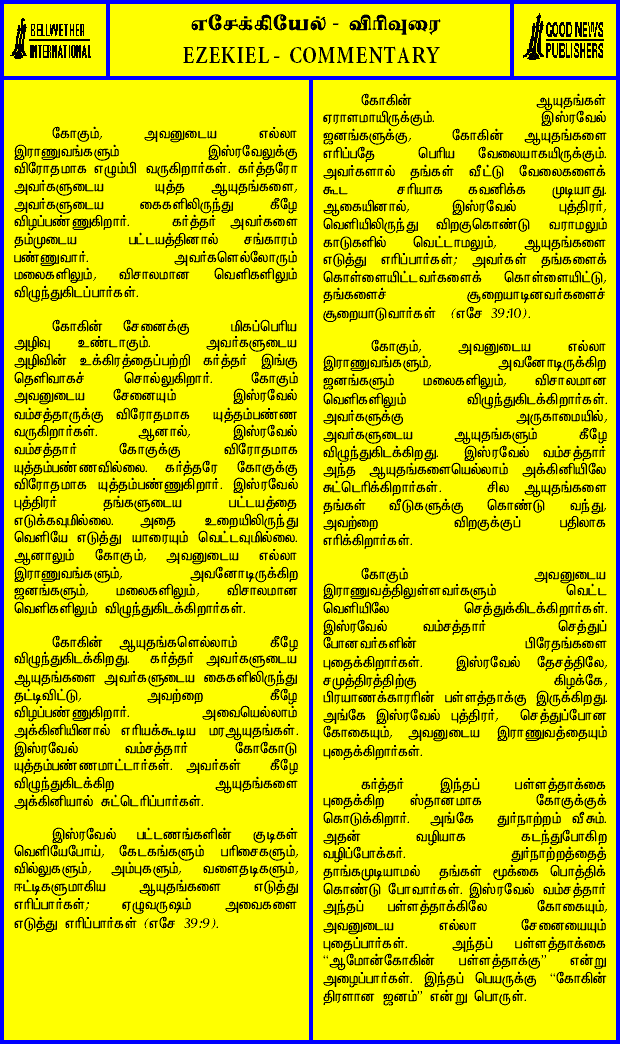 BELLWETHER
INTERNATIONAL
எசேக்கியேல் - விரிவுரை
EZEKIEL - COMMENTARY
GOOD NEWS
PUBLISHERS
கோகும், அவனுடைய எல்லா
இராணுவங்களும் இஸ்ரவேலுக்கு
விரோதமாக எழும்பி வருகிறார்கள். கர்த்தரோ
அவர்களுடைய யுத்த ஆயுதங்களை,
அவர்களுடைய கைகளிலிருந்து கீழே
விழப்பண்ணுகிறார். கர்த்தர் அவர்களை
தம்முடைய பட்டயத்தினால் சங்காரம்
பண்ணுவார். அவர்களெல்லோரும்
மலைகளிலும், விசாலமான வெளிகளிலும்
விழுந்துகிடப்பார்கள்.
கோகின் சேனைக்கு மிகப்பெரிய
அழிவு உண்டாகும். அவர்களுடைய
அழிவின் உக்கிரத்தைப்பற்றி கர்த்தர் இங்கு
தெளிவாகச் சொல்லுகிறார். கோகும்
அவனுடைய சேனையும் இஸ்ரவேல்
வம்சத்தாருக்கு விரோதமாக யுத்தம்பண்ண
வருகிறார்கள். ஆனால், இஸ்ரவேல்
வம்சத்தார் கோகுக்கு விரோதமாக
யுத்தம்பண்ணவில்லை. கர்த்தரே கோகுக்கு
விரோதமாக யுத்தம்பண்ணுகிறார். இஸ்ரவேல்
புத்திரர் தங்களுடைய பட்டயத்தை
எடுக்கவுமில்லை. அதை உறையிலிருந்து
வெளியே எடுத்து யாரையும் வெட்டவுமில்லை.
ஆனாலும் கோகும், அவனுடைய எல்லா
இராணுவங்களும், அவனோடிருக்கிற
ஜனங்களும், மலைகளிலும், விசாலமான
வெளிகளிலும் விழுந்துகிடக்கிறார்கள்.
கோகின் ஆயுதங்களெல்லாம் கீழே
விழுந்துகிடக்கிறது. கர்த்தர் அவர்களுடைய
ஆயுதங்களை அவர்களுடைய கைகளிலிருந்து
தட்டிவிட்டு, அவற்றை கீழே
விழப்பண்ணுகிறார். அவையெல்லாம்
அக்கினியினால் எரியக்கூடிய மரஆயுதங்கள்.
இஸ்ரவேல் வம்சத்தார் கோகோடு
யுத்தம்பண்ணமாட்டார்கள். அவர்கள் கீழே
விழுந்துகிடக்கிற ஆயுதங்களை
அக்கினியால் சுட்டெரிப்பார்கள்.
இஸ்ரவேல் பட்டணங்களின் குடிகள்
வெளியேபோய், கேடகங்களும் பரிசைகளும்,
வில்லுகளும், அம்புகளும், வளைதடிகளும்,
ஈட்டிகளுமாகிய ஆயுதங்களை எடுத்து
எரிப்பார்கள்; ஏழுவருஷம் அவைகளை
எடுத்து எரிப்பார்கள் (எசே 39:9).
கோகின் ஆயுதங்கள்
ஏராளமாயிருக்கும். இஸ்ரவேல்
ஜனங்களுக்கு, கோகின் ஆயுதங்களை
எரிப்பதே பெரிய வேலையாகயிருக்கும்.
அவர்களால் தங்கள் வீட்டு வேலைகளைக்
கூட சரியாக கவனிக்க முடியாது.
ஆகையினால், இஸ்ரவேல் புத்திரர்,
வெளியிலிருந்து விறகுகொண்டு வராமலும்
காடுகளில் வெட்டாமலும், ஆயுதங்களை
எடுத்து எரிப்பார்கள்; அவர்கள் தங்களைக்
கொள்ளையிட்டவர்களைக் கொள்ளையிட்டு,
தங்களைச் சூறையாடினவர்களைச்
சூறையாடுவார்கள் (எசே 39:10).
கோகும், அவனுடைய எல்லா
இராணுவங்களும், அவனோடிருக்கிற
ஜனங்களும் மலைகளிலும், விசாலமான
வெளிகளிலும் விழுந்துகிடக்கிறார்கள்.
அவர்களுக்கு அருகாமையில்,
அவர்களுடைய ஆயுதங்களும் கீழே
விழுந்துகிடக்கிறது. இஸ்ரவேல் வம்சத்தார்
அந்த ஆயுதங்களையெல்லாம் அக்கினியிலே
சுட்டெரிக்கிறார்கள். சில ஆயுதங்களை
தங்கள் வீடுகளுக்கு கொண்டு வந்து,
அவற்றை விறகுக்குப் பதிலாக
எரிக்கிறார்கள்.
கோகும் அவனுடைய
இராணுவத்திலுள்ளவர்களும் வெட்ட
வெளியிலே செத்துக்கிடக்கிறார்கள்.
இஸ்ரவேல் வம்சத்தார் செத்துப்
போனவர்களின் பிரேதங்களை
புதைக்கிறார்கள். இஸ்ரவேல் தேசத்திலே,
சமுத்திரத்திற்கு கிழக்கே,
பிரயாணக்காரரின் பள்ளத்தாக்கு இருக்கிறது.
அங்கே இஸ்ரவேல் புத்திரர், செத்துப்போன
கோகையும், அவனுடைய இராணுவத்தையும்
புதைக்கிறார்கள்.
கர்த்தர் இந்தப் பள்ளத்தாக்கை
புதைக்கிற ஸ்தானமாக கோகுக்குக்
கொடுக்கிறார். அங்கே துர்நாற்றம் வீசும்.
அதன் வழியாக கடந்துபோகிற
வழிப்போக்கர். துர்நாற்றத்தைத்
தாங்கமுடியாமல் தங்கள் மூக்கை பொத்திக்
கொண்டு போவார்கள். இஸ்ரவேல் வம்சத்தார்
அந்தப் பள்ளத்தாக்கிலே கோகையும்,
அவனுடைய எல்லா சேனையையும்
புதைப்பார்கள். அந்தப் பள்ளத்தாக்கை
“ஆமோன்கோகின் பள்ளத்தாக்கு” என்று
அழைப்பார்கள். இந்தப் பெயருக்கு “கோகின்
திரளான ஜனம்” என்று பொருள்.